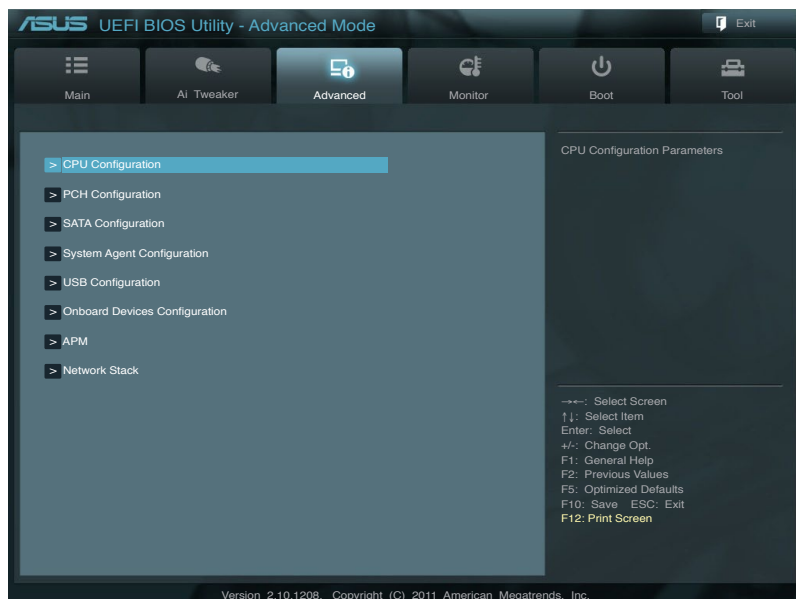 ASUS UEFI BIOS Utility - Advanced Mode
Exit
Main
Ai Tweaker
Advanced
Monitor
Boot
Tool
> CPU Configuration
> PCH Configuration
> SATA Configuration
> System Agent Configuration
> USB Configuration
> Onboard Devices Configuration
> APM
> Network Stack
CPU Configuration Parameters
→←: Select Screen
↑↓: Select Item
Enter: Select
+/-: Change Opt.
F1: General Help
F2: Previous Values
F5: Optimized Defaults
F10: Save ESC: Exit
F12: Print Screen
Version 2.10.1208. Copyright (C) 2011 American Megatrends, Inc.